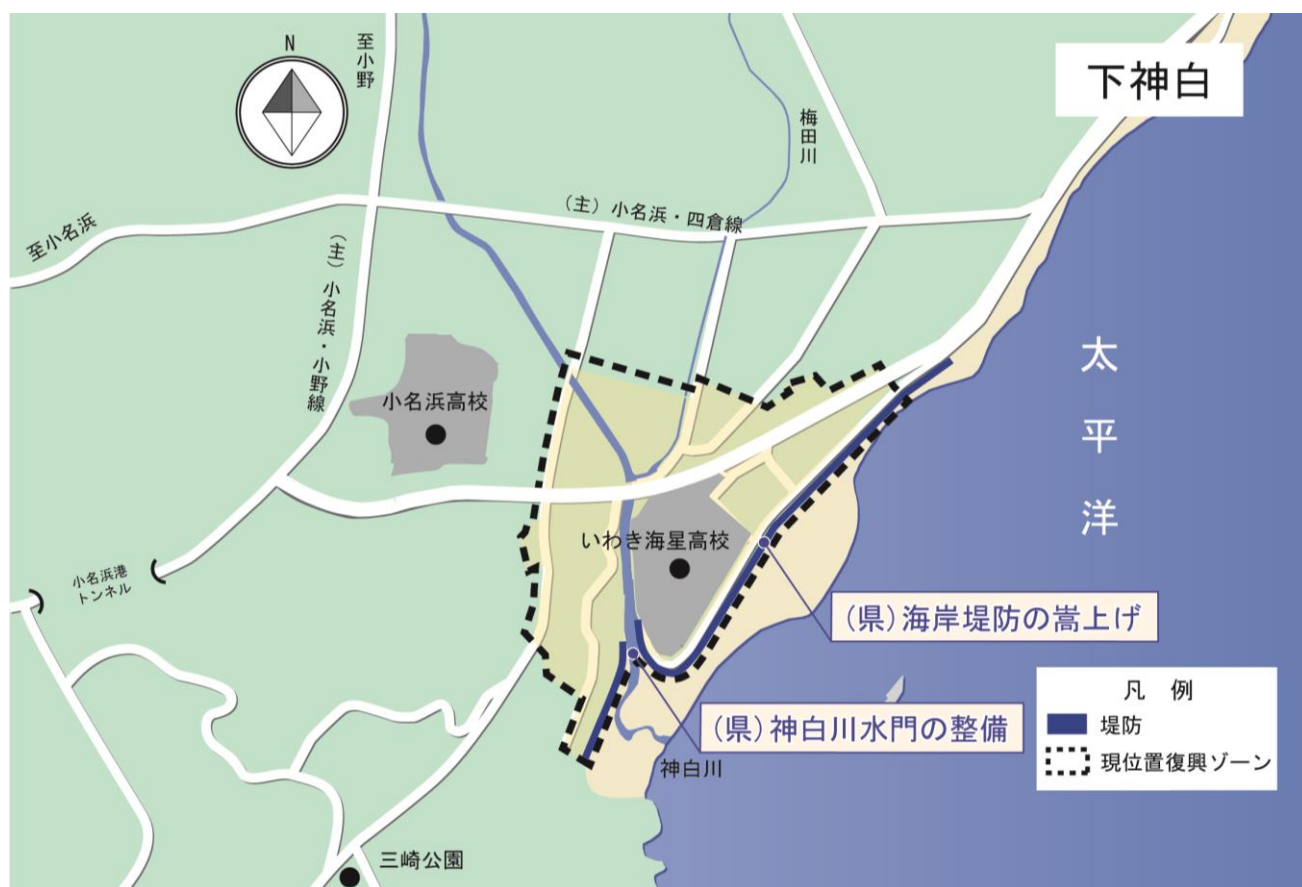 下神白
N
至小野
梅田川
(主)小名浜・四倉線
至小名浜
(主)小名浜・小野線
小名浜高校
太平洋
いわき海星高校
小名浜港
トンネル
(県)海岸堤防の嵩上げ
(県)神白川水門の整備
神白川
三崎公園
凡 例
堤防
現位置復興ゾーン